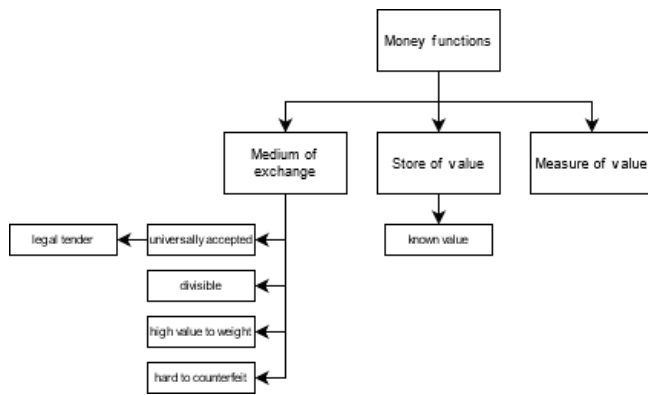 Money functions
Medium of
exchange
Store of value
Measure of value
legal tender
universally accepted
known value
divisible
high value to weight
hard to counterfeit